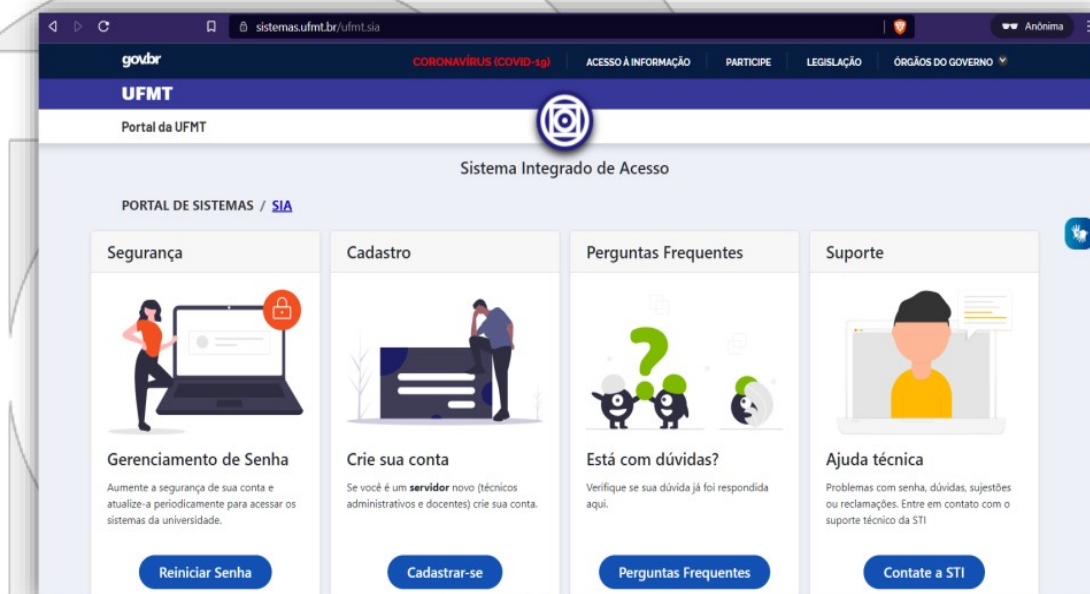 sistemas.ufmt.br/ufmt.sia
Anônima
gov.br
CORONAVÍRUS (COVID-19)
ACESSO À INFORMAÇÃO
PARTICIPE
LEGISLAÇÃO
ÓRGÃOS DO GOVERNO
UFMT
Portal da UFMT
Sistema Integrado de Acesso
PORTAL DE SISTEMAS / SIA
Segurança
Gerenciamento de Senha
Aumente a segurança de sua conta e
atualize-a periodicamente para acessar os
sistemas da universidade.
Reiniciar Senha
Cadastro
Crie sua conta
Se você é um servidor novo (técnicos
administrativos e docentes) crie sua conta.
Cadastrar-se
Perguntas Frequentes
?
Está com dúvidas?
Verifique se sua dúvida já foi respondida
aqui.
Perguntas Frequentes
Suporte
Ajuda técnica
Problemas com senha, dúvidas, sujestões
ou reclamações. Entre em contato com o
suporte técnico da STI
Contate a STI